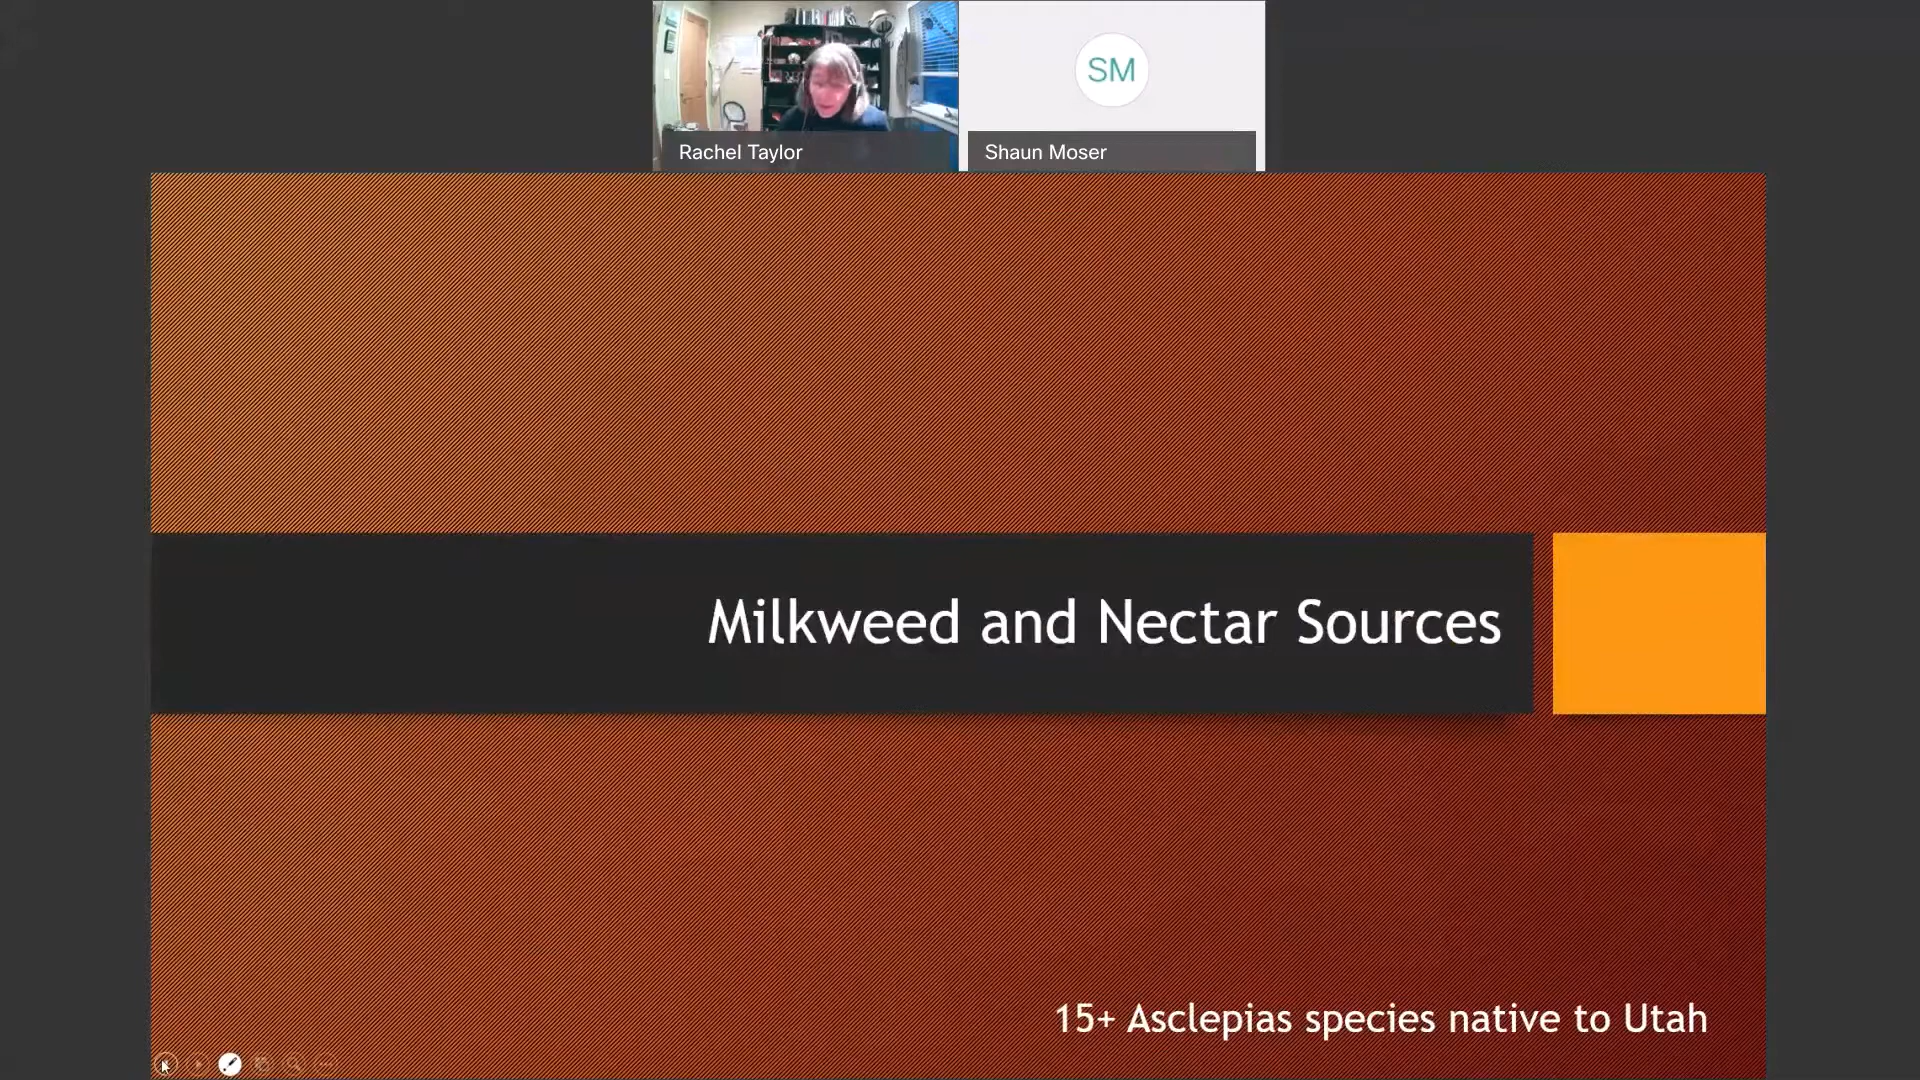 SM
Rachel Taylor
Shaun Moser
Milkweed and Nectar Sources
15+ Asclepias species native to Utah